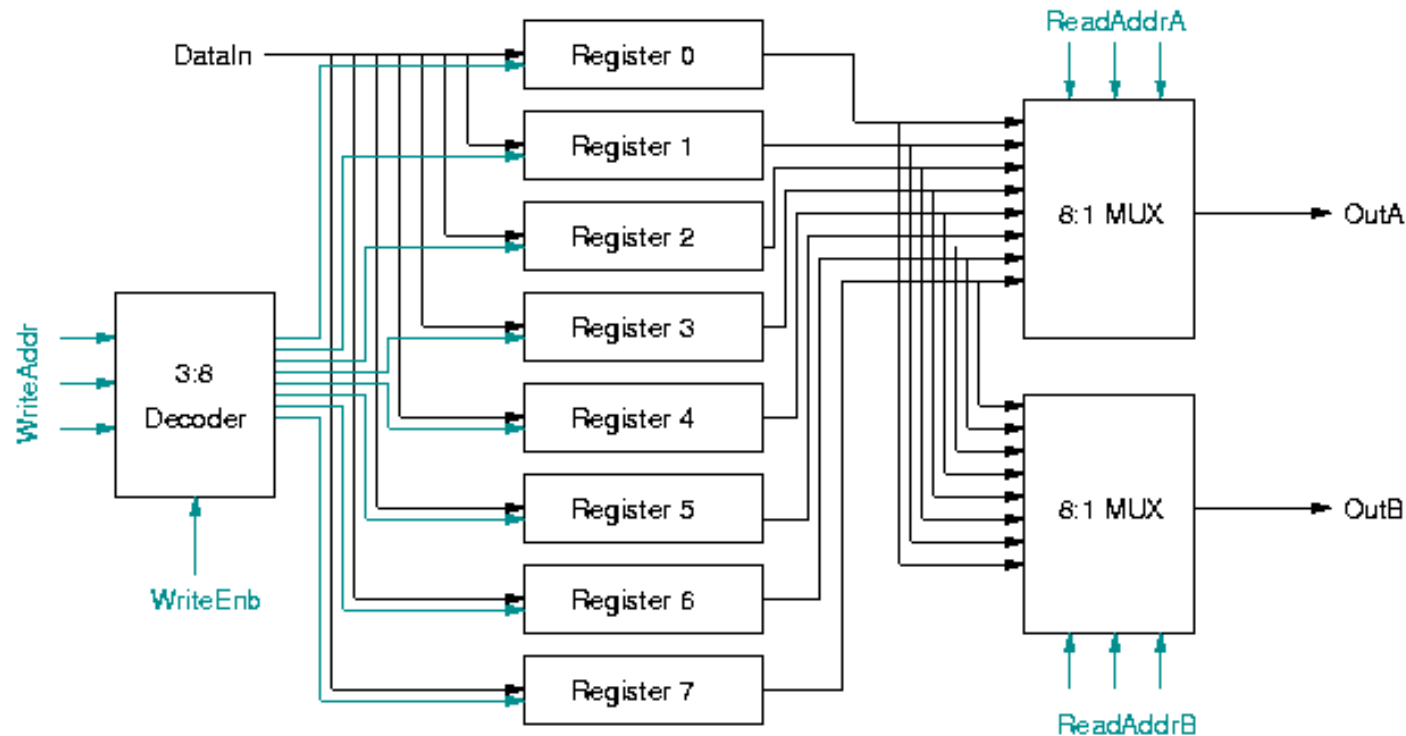 ReadAddrA
DataIn
Register 0
Register 1
Register 2
Register 3
Register 4
Register 5
Register 6
Register 7
8:1 MUX
OutA
WriteAddr
3:8
Decoder
WriteEnb
8:1 MUX
OutB
ReadAddrB